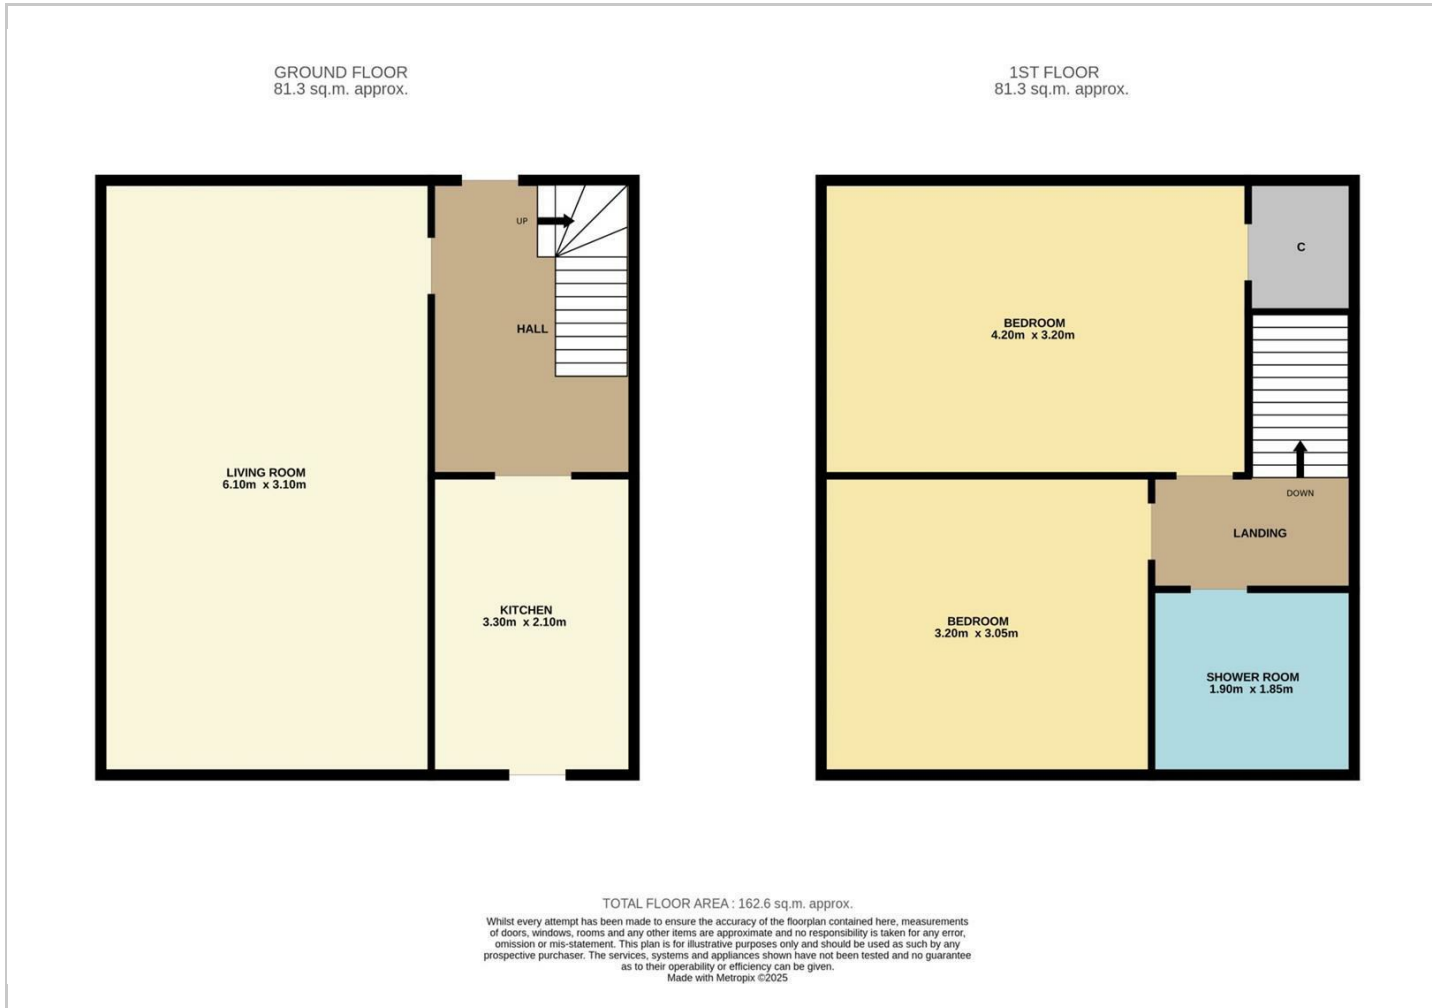 GROUND FLOOR
81.3 sq.m. approx.
1ST FLOOR
81.3 sq.m. approx.
UP
HALL
LIVING ROOM
6.10m x 3.10m
KITCHEN
3.30m x 2.10m
C
BEDROOM
4.20m x 3.20m
DOWN
LANDING
BEDROOM
3.20m x 3.05m
SHOWER ROOM
1.90m x 1.85m
TOTAL FLOOR AREA : 162.6 sq.m. approx.
Whilst every attempt has been made to ensure the accuracy of the floorplan contained here, measurements
of doors, windows, rooms and any other items are approximate and no responsibility is taken for any error,
omission or mis-statement. This plan is for illustrative purposes only and should be used as such by any
prospective purchaser. The services, systems and appliances shown have not been tested and no guarantee
as to their operability or efficiency can be given.
Made with Metropix ©2025